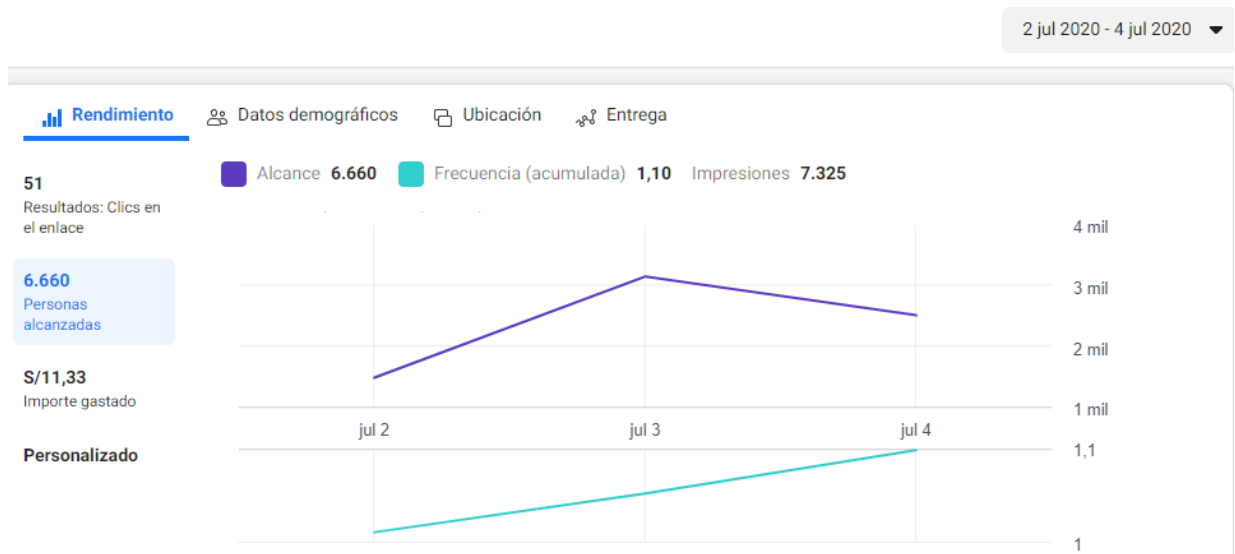 2 jul 2020 - 4 jul 2020
Rendimiento Datos demográficos Ubicación Entrega
Alcance 6.660 Frecuencia (acumulada) 1,10 Impresiones 7.325
51
Resultados: Clics en
el enlace
6.660
Personas
alcanzadas
S/11,33
Importe gastado
Personalizado
4 mil
3 mil
2 mil
1 mil
jul 2 jul 3 jul 4
1,1
1